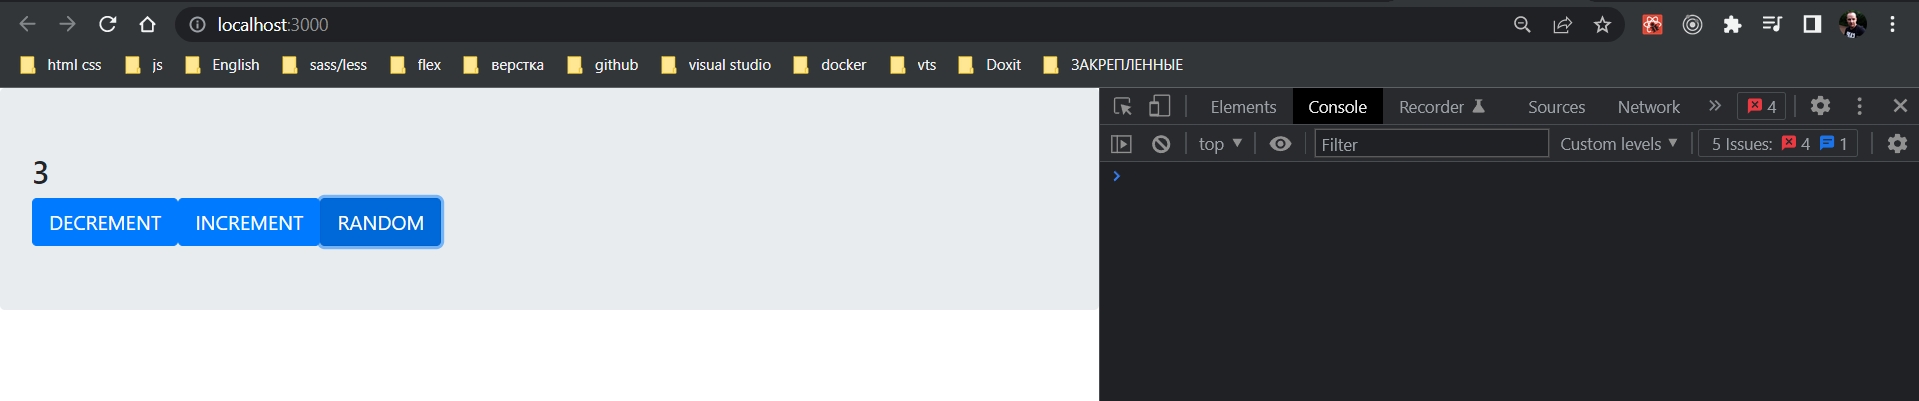 localhost:3000
html css js English sass/less flex верстка github visual studio docker vts Doxit ЗАКРЕПЛЕННЫЕ
Elements Console Recorder Sources Network » 4
top Filter Custom levels 5 Issues: 4 1
3
DECREMENT INCREMENT RANDOM